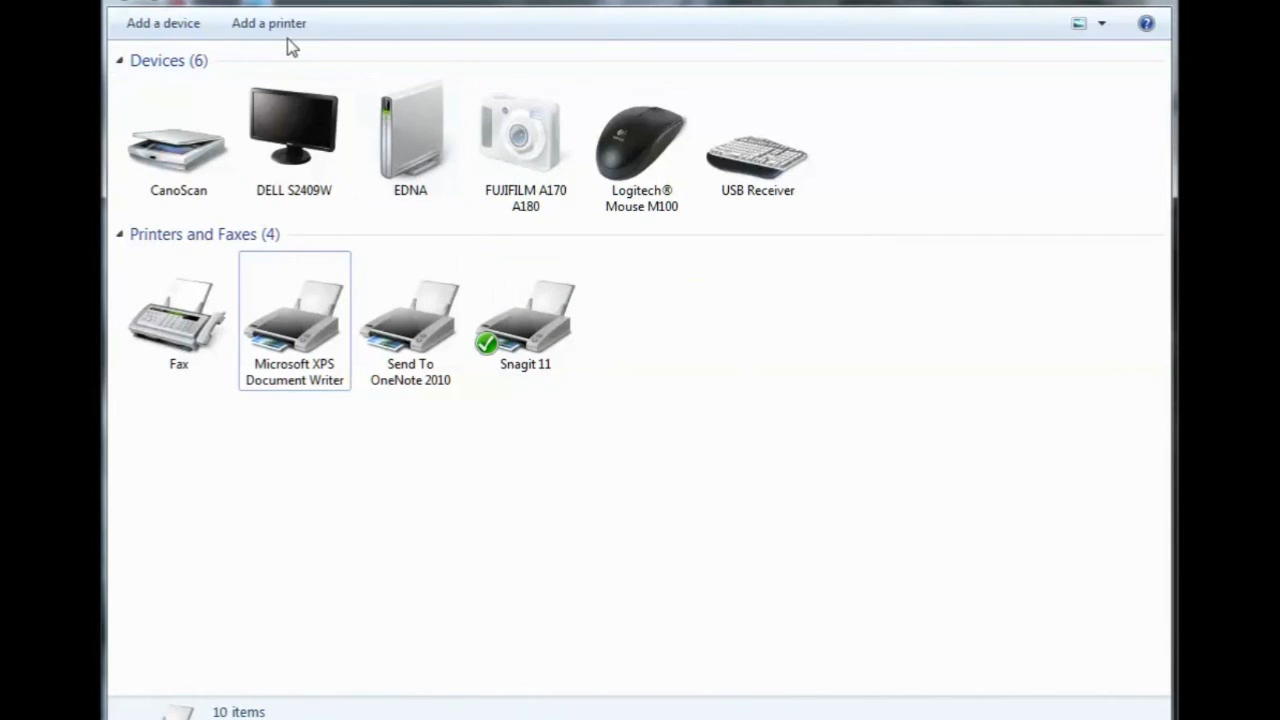 Add a device Add a printer
Devices (6)
CanoScan
DELL S2409W
EDNA
FUJIFILM A170
A180
Logitech®
Mouse M100
USB Receiver
Printers and Faxes (4)
Fax
Microsoft XPS
Document Writer
Send To
OneNote 2010
Snagit 11
10 items